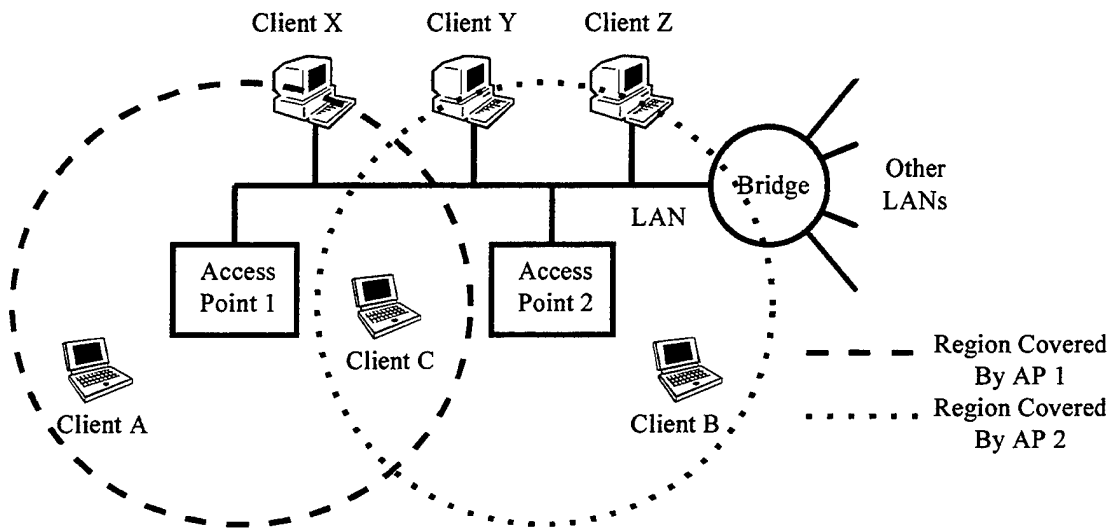 Client X
Client Y
Client Z
Bridge
Other
LANs
LAN
Access
Point 1
Access
Point 2
Client C
Client A
Client B
Region Covered
By AP 1
Region Covered
By AP 2